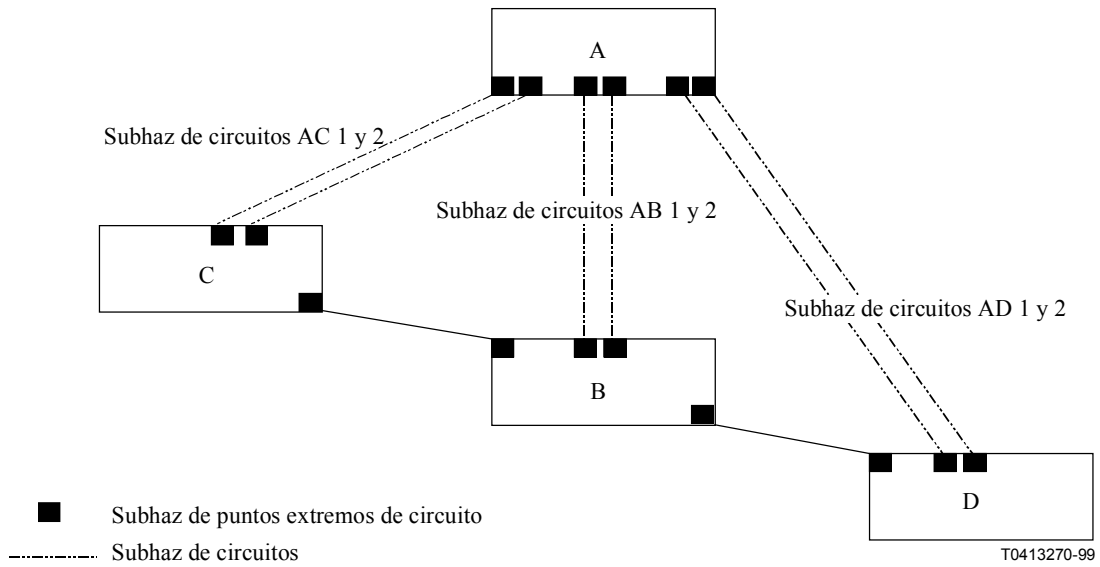 A
Subhaz de circuitos AC 1 y 2
Subhaz de circuitos AB 1 y 2
C
Subhaz de circuitos AD 1 y 2
B
D
Subhaz de puntos extremos de circuito
Subhaz de circuitos
T0413270-99